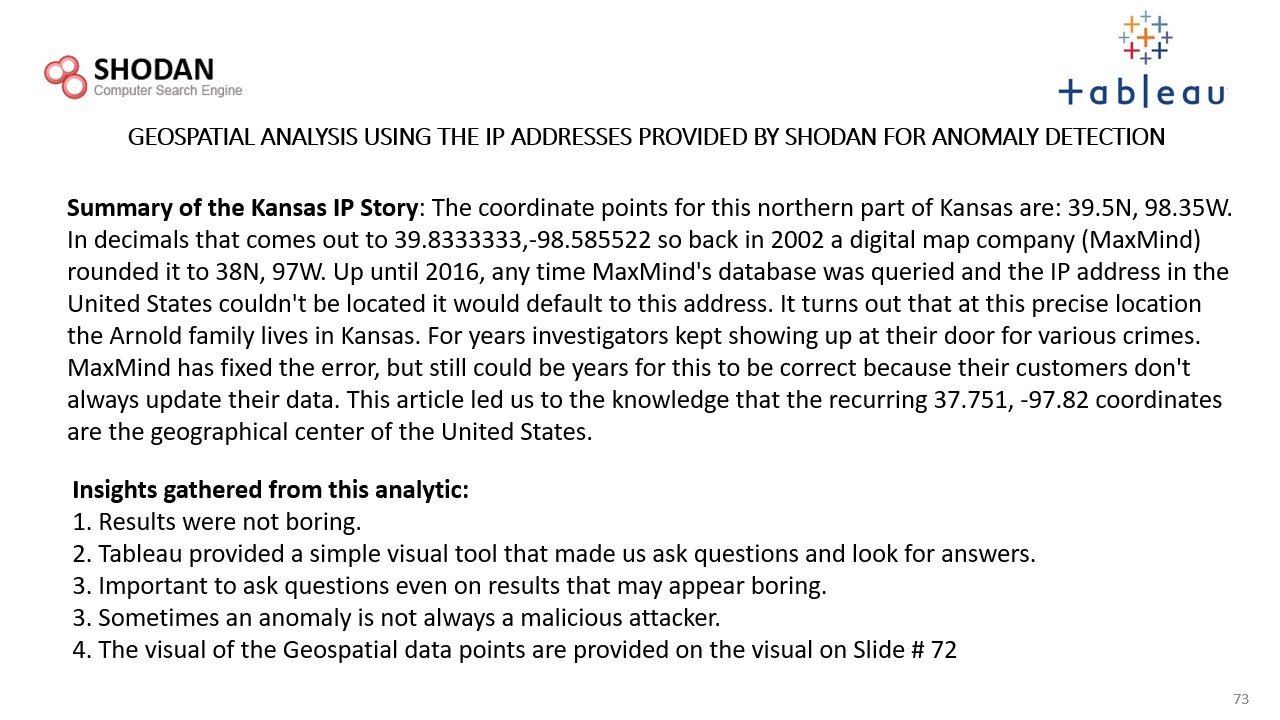 SHODAN
Computer Search Engine
+ableau
GEOSPATIAL ANALYSIS USING THE IP ADDRESSES PROVIDED BY SHODAN FOR ANOMALY DETECTION
Summary of the Kansas IP Story: The coordinate points for this northern part of Kansas are: 39.5N, 98.35W.
In decimals that comes out to 39.8333333,-98.585522 so back in 2002 a digital map company (MaxMind)
rounded it to 38N, 97W. Up until 2016, any time MaxMind's database was queried and the IP address in the
United States couldn't be located it would default to this address. It turns out that at this precise location
the Arnold family lives in Kansas. For years investigators kept showing up at their door for various crimes.
MaxMind has fixed the error, but still could be years for this to be correct because their customers don't
always update their data. This article led us to the knowledge that the recurring 37.751, -97.82 coordinates
are the geographical center of the United States.
Insights gathered from this analytic:
1. Results were not boring.
2. Tableau provided a simple visual tool that made us ask questions and look for answers.
3. Important to ask questions even on results that may appear boring.
3. Sometimes an anomaly is not always a malicious attacker.
4. The visual of the Geospatial data points are provided on the visual on Slide # 72
73